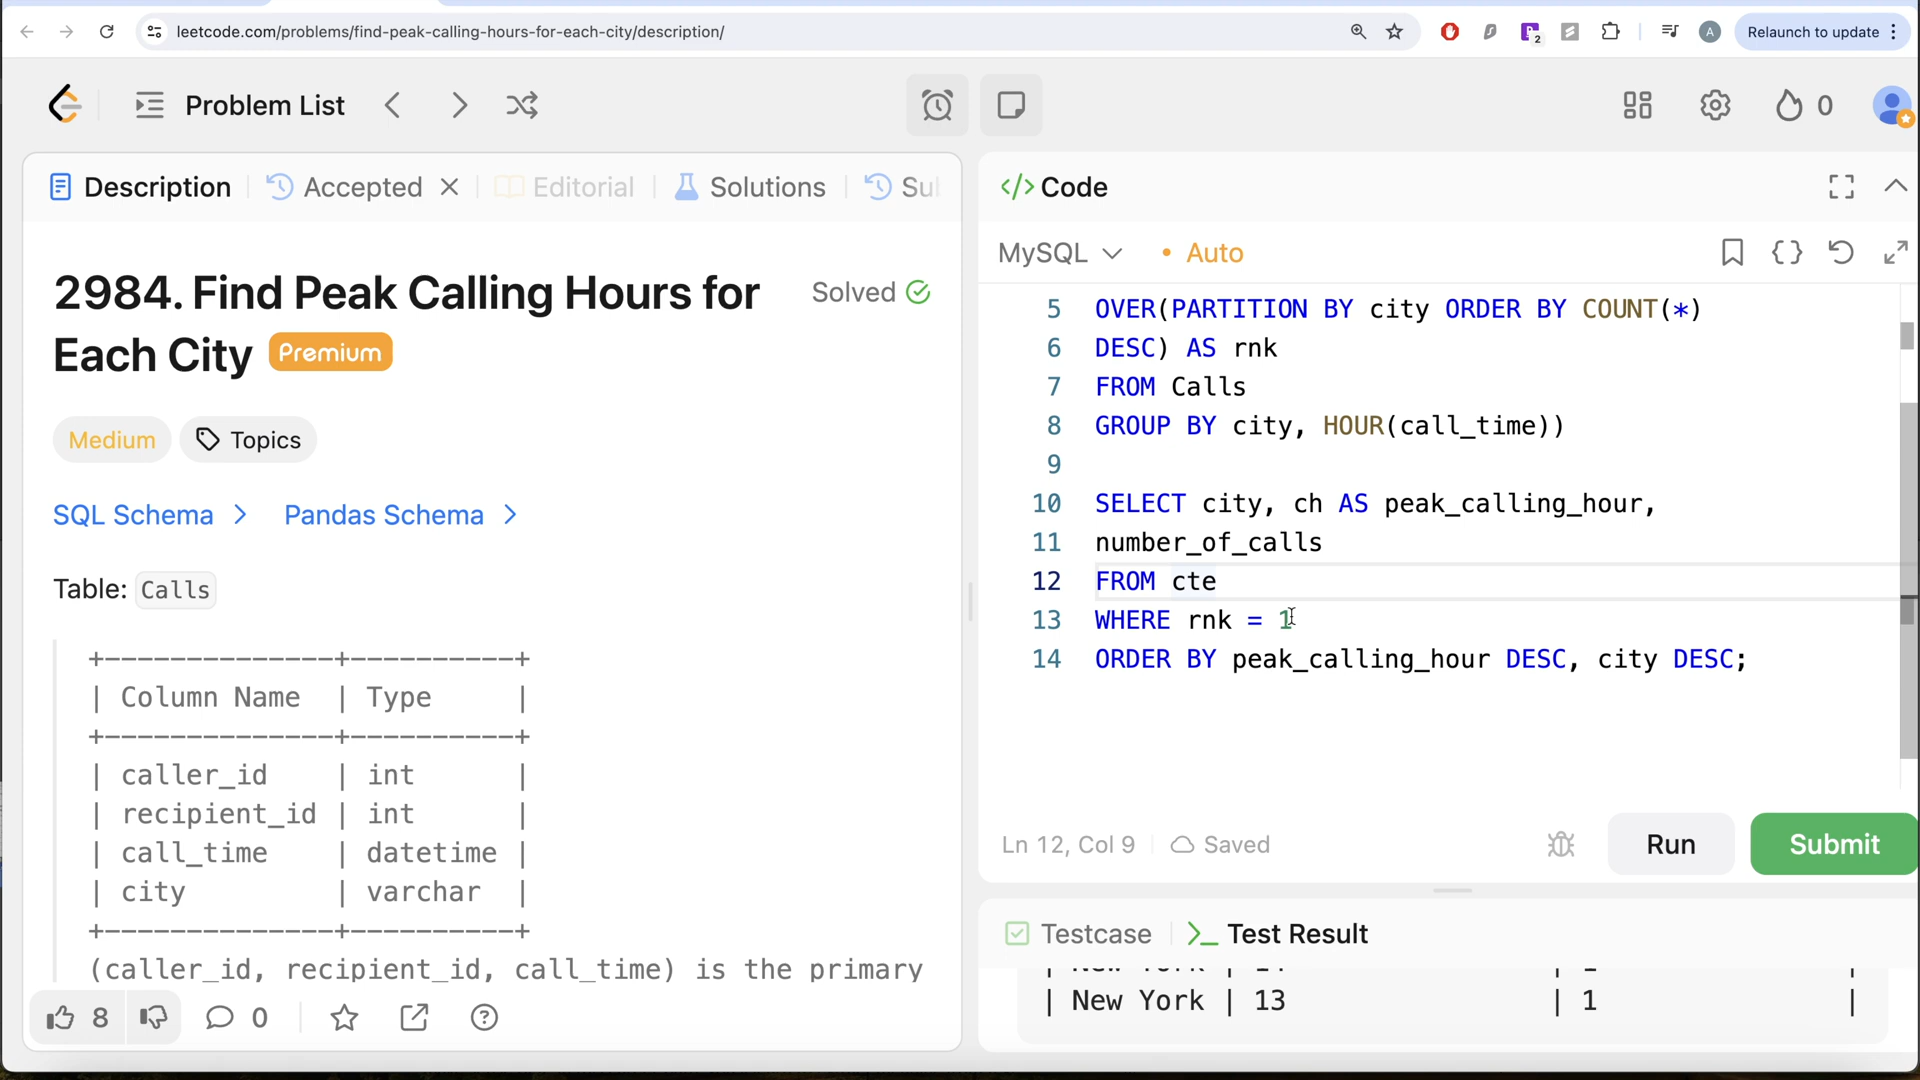 leetcode.com/problems/find-peak-calling-hours-for-each-city/description/
2
A
Relaunch to update
Problem List
0
Description
Accepted
Editorial
Solutions
Su
2984. Find Peak Calling Hours for
Each City
Premium
Solved
Medium
Topics
SQL Schema >
Pandas Schema >
Table: Calls
+--------------+----------+
| Column Name | Type |
+--------------+----------+
| caller_id | int |
| recipient_id | int |
| call_time | datetime |
| city | varchar |
+--------------+----------+
(caller_id, recipient_id, call_time) is the primary
8
0
</> Code
MySQL
• Auto
5 OVER(PARTITION BY city ORDER BY COUNT(*)
6 DESC) AS rnk
7 FROM Calls
8 GROUP BY city, HOUR(call_time))
9
10 SELECT city, ch AS peak_calling_hour,
11 number_of_calls
12 FROM cte
13 WHERE rnk = 1
14 ORDER BY peak_calling_hour DESC, city DESC;
Ln 12, Col 9
Saved
Run
Submit
Testcase
>_ Test Result
| New York | 13 | 1 |